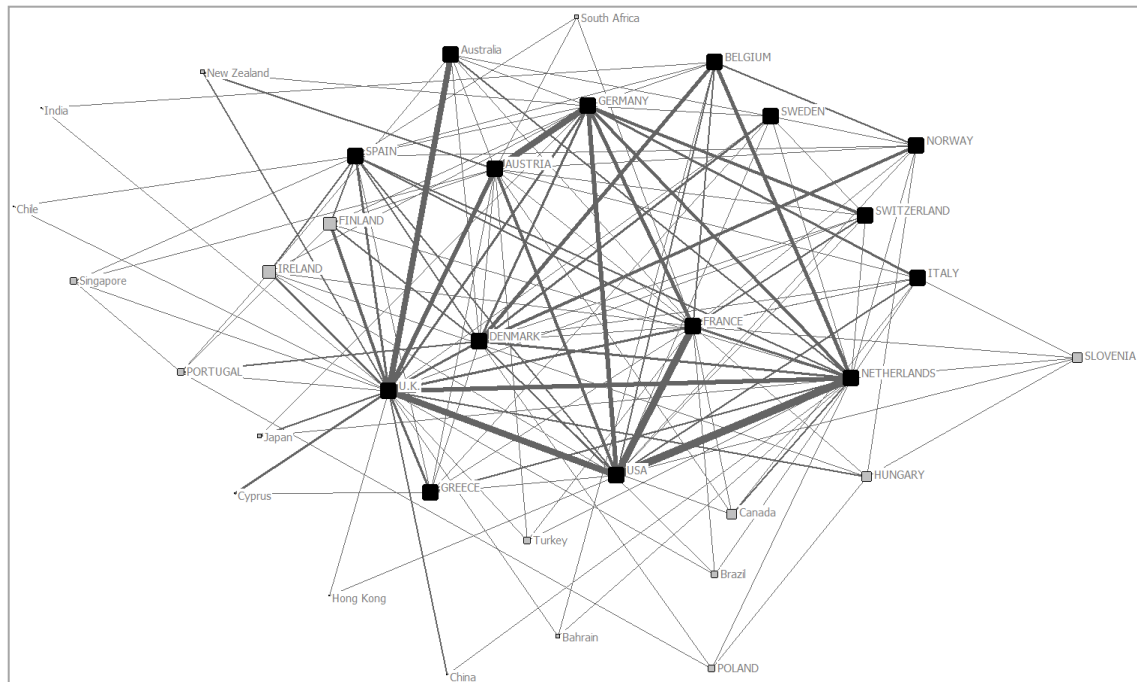 South Africa
Australia
BELGIUM
New Zealand
GERMANY
India
SWEDEN
NORWAY
SPAIN
AUSTRIA
Chile
SWITZERLAND
FINLAND
IRELAND
ITALY
Singapore
FRANCE
DENMARK
SLOVENIA
PORTUGAL
NETHERLANDS
U.K.
Japan
USA
HUNGARY
Cyprus
GREECE
Canada
Turkey
Brazil
Hong Kong
Bahrain
POLAND
China